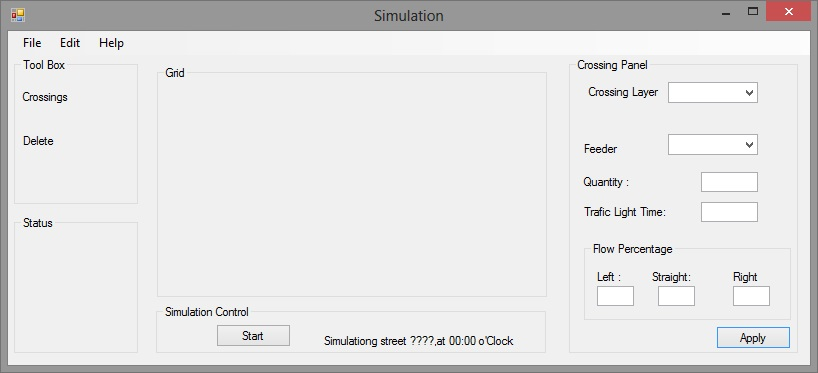 Simulation
File Edit Help
Tool Box
Crossings
Delete
Status
Grid
Simulation Control
Start
Simulationg street ????,at 00:00 o'Clock
Crossing Panel
Crossing Layer
Feeder
Quantity :
Trafic Light Time:
Flow Percentage
Left : Straight: Right
Apply